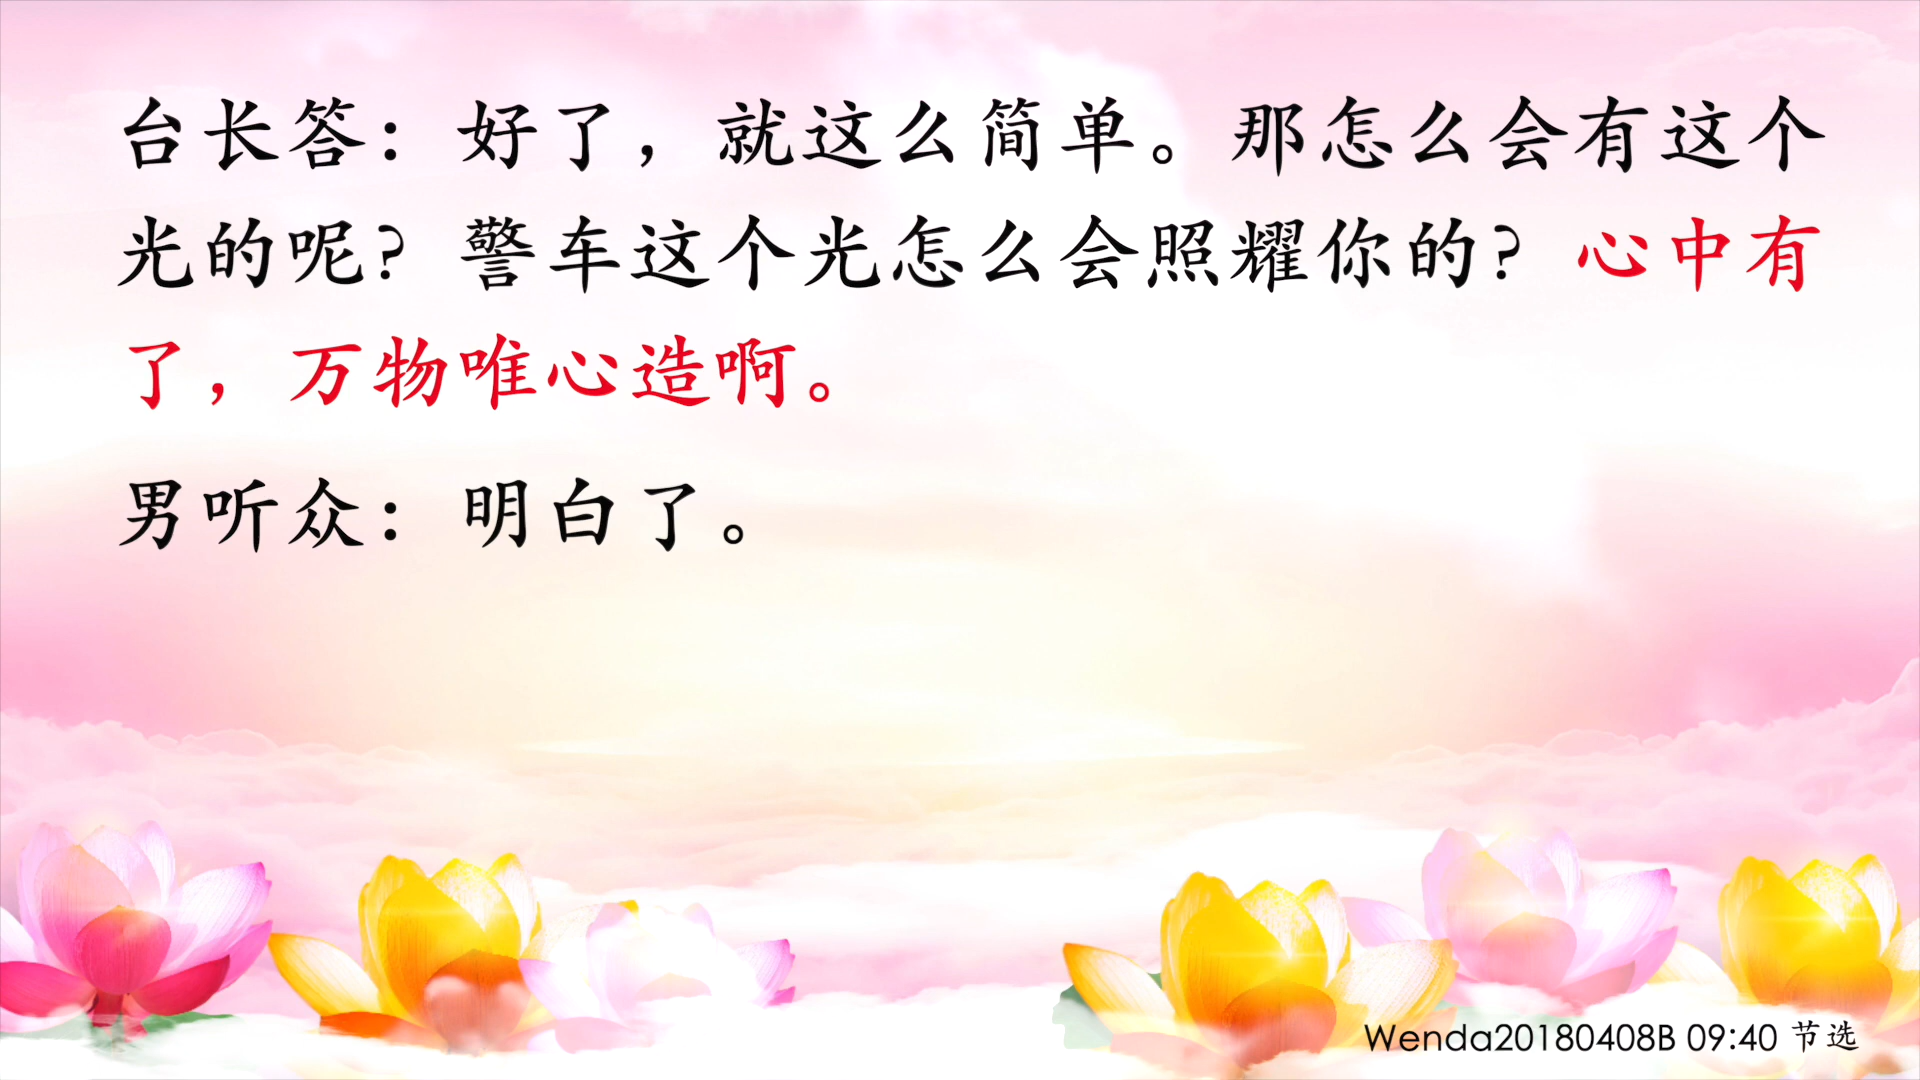 台长答：好了，就这么简单。那怎么会有这个
光的呢？警车这个光怎么会照耀你的？心中有
了，万物唯心造啊。
男听众：明白了。
Wenda20180408B 09:40 节选